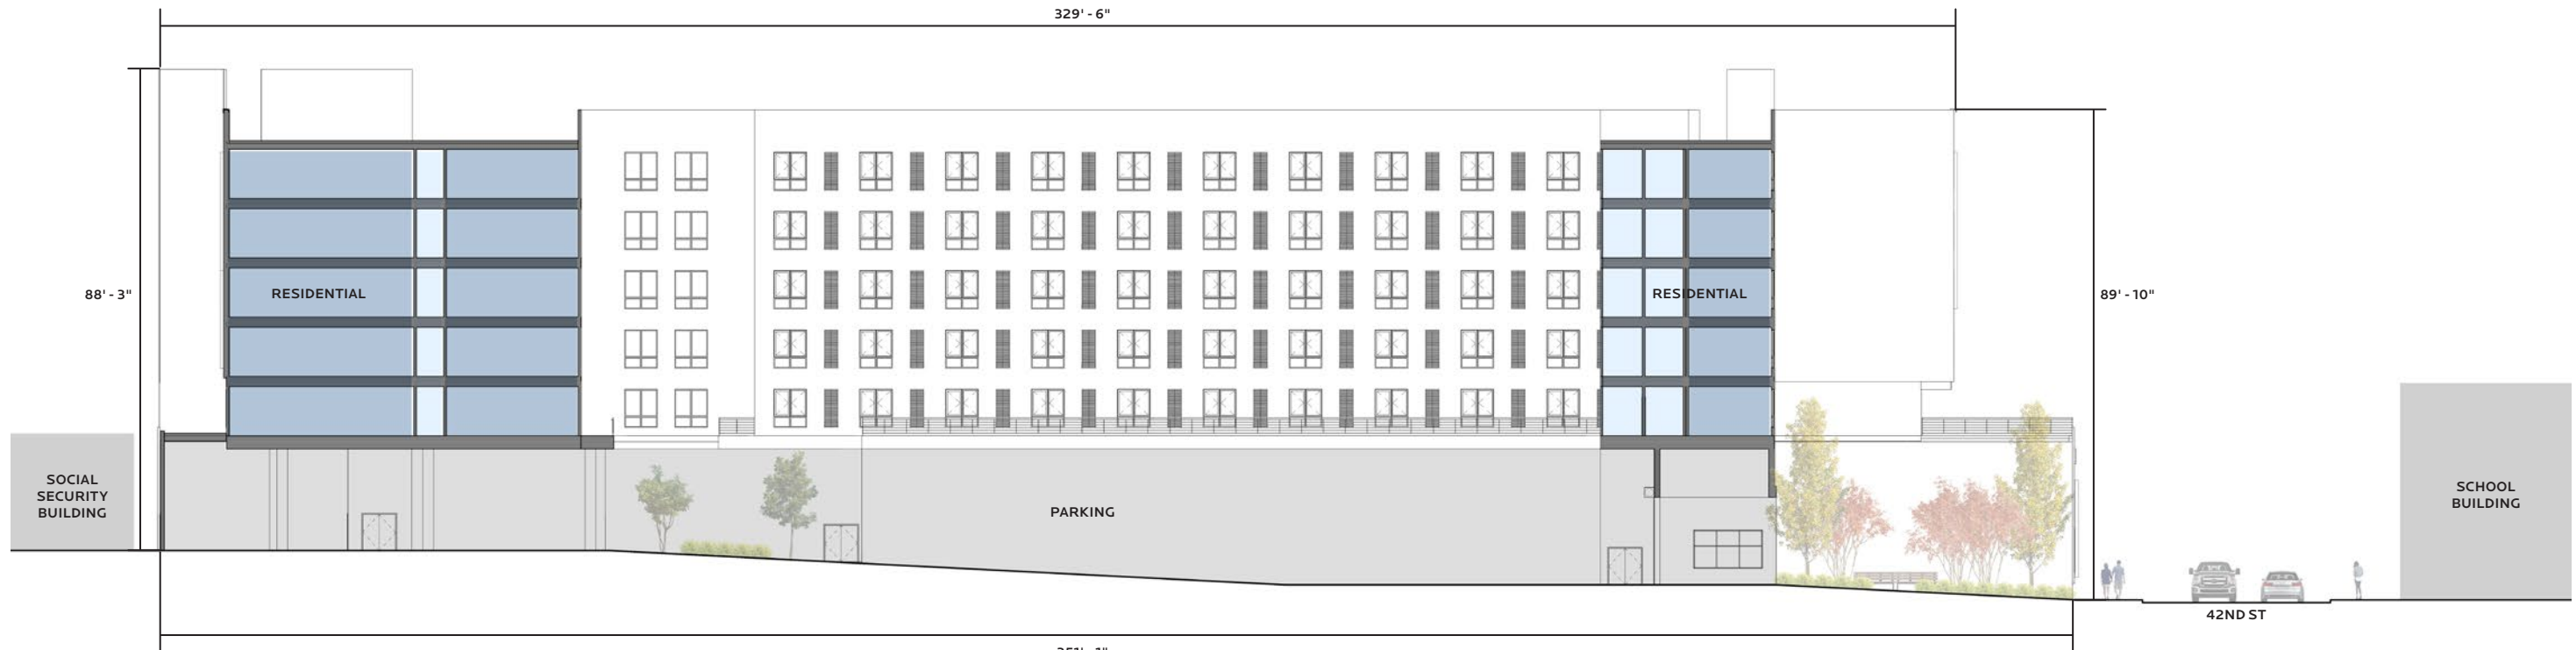 329' - 6"
88' - 3"
RESIDENTIAL
RESIDENTIAL
89' - 10"
SOCIAL
SECURITY
BUILDING
PARKING
SCHOOL
BUILDING
42ND ST